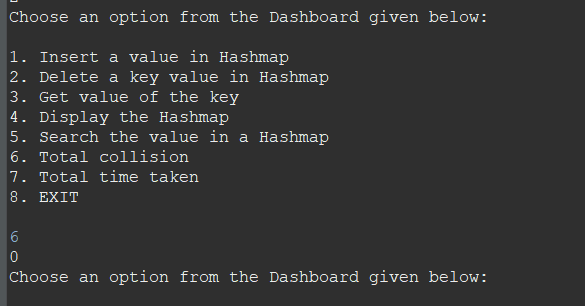 Choose an option from the Dashboard given below:
1. Insert a value in Hashmap
2. Delete a key value in Hashmap
3. Get value of the key
4. Display the Hashmap
5. Search the value in a Hashmap
6. Total collision
7. Total time taken
8. EXIT
6
0
Choose an option from the Dashboard given below: